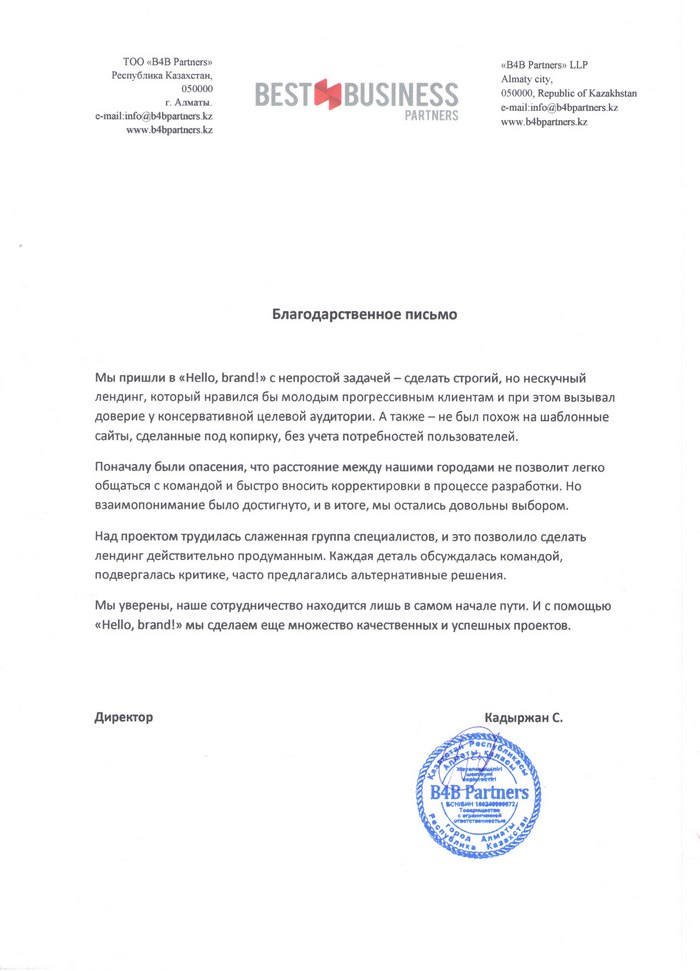 ТОО «B4B Partners»
Республика Казахстан,
050000
г. Алматы.
e-mail:info@b4bpartners.kz
www.b4bpartners.kz
BEST BUSINESS
PARTNERS
«B4B Partners» LLP
Almaty city,
050000, Republic of Kazakhstan
e-mail:info@b4bpartners.kz
www.b4bpartners.kz
Благодарственное письмо
Мы пришли в «Hello, brand!» с непростой задачей – сделать строгий, но нескучный
лендинг, который нравился бы молодым прогрессивным клиентам и при этом вызывал
доверие у консервативной целевой аудитории. А также – не был похож на шаблонные
сайты, сделанные под копирку, без учета потребностей пользователей.
Поначалу были опасения, что расстояние между нашими городами не позволит легко
общаться с командой и быстро вносить корректировки в процессе разработки. Но
взаимопонимание было достигнуто, и в итоге, мы остались довольны выбором.
Над проектом трудилась слаженная группа специалистов, и это позволило сделать
лендинг действительно продуманным. Каждая деталь обсуждалась командой,
подвергалась критике, часто предлагались альтернативные решения.
Мы уверены, наше сотрудничество находится лишь в самом начале пути. И с помощью
«Hello, brand!» мы сделаем еще множество качественных и успешных проектов.
Директор
Кадыржан С.
Казақстан Республикасы
Алматы қаласы
B4B Partners
БСН/БИН
Товарищество
с ограниченной
ответственностью
город Алматы
Республика Казахстан